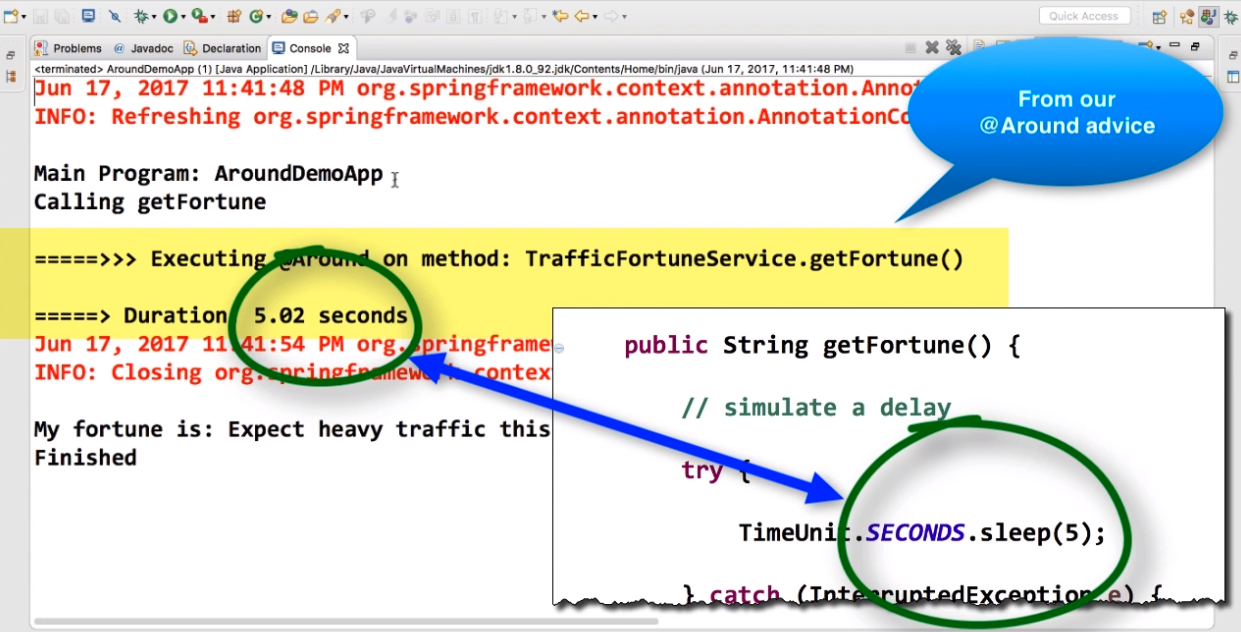 Quick Access
Problems @ Javadoc Declaration Console
<terminated> AroundDemoApp (1) [Java Application] /Library/Java/JavaVirtualMachines/jdk1.8.0_92.jdk/Contents/Home/bin/java (Jun 17, 2017, 11:41:48 PM)
Jun 17, 2017 11:41:48 PM org.springframework.context.annotation.Anno
INFO: Refreshing org.springframework.context.annotation.AnnotationCo
From our
@Around advice
Main Program: AroundDemoApp
Calling getFortune
=====>>> Executing @Around on method: TrafficFortuneService.getFortune()
=====> Duration 5.02 seconds
Jun 17, 2017 11:41:54 PM org.springframe
INFO: Closing org.springframework.contex
My fortune is: Expect heavy traffic this
Finished
public String getFortune() {
// simulate a delay
try {
TimeUnit.SECONDS.sleep(5);
} catch (InterruptedException e) {